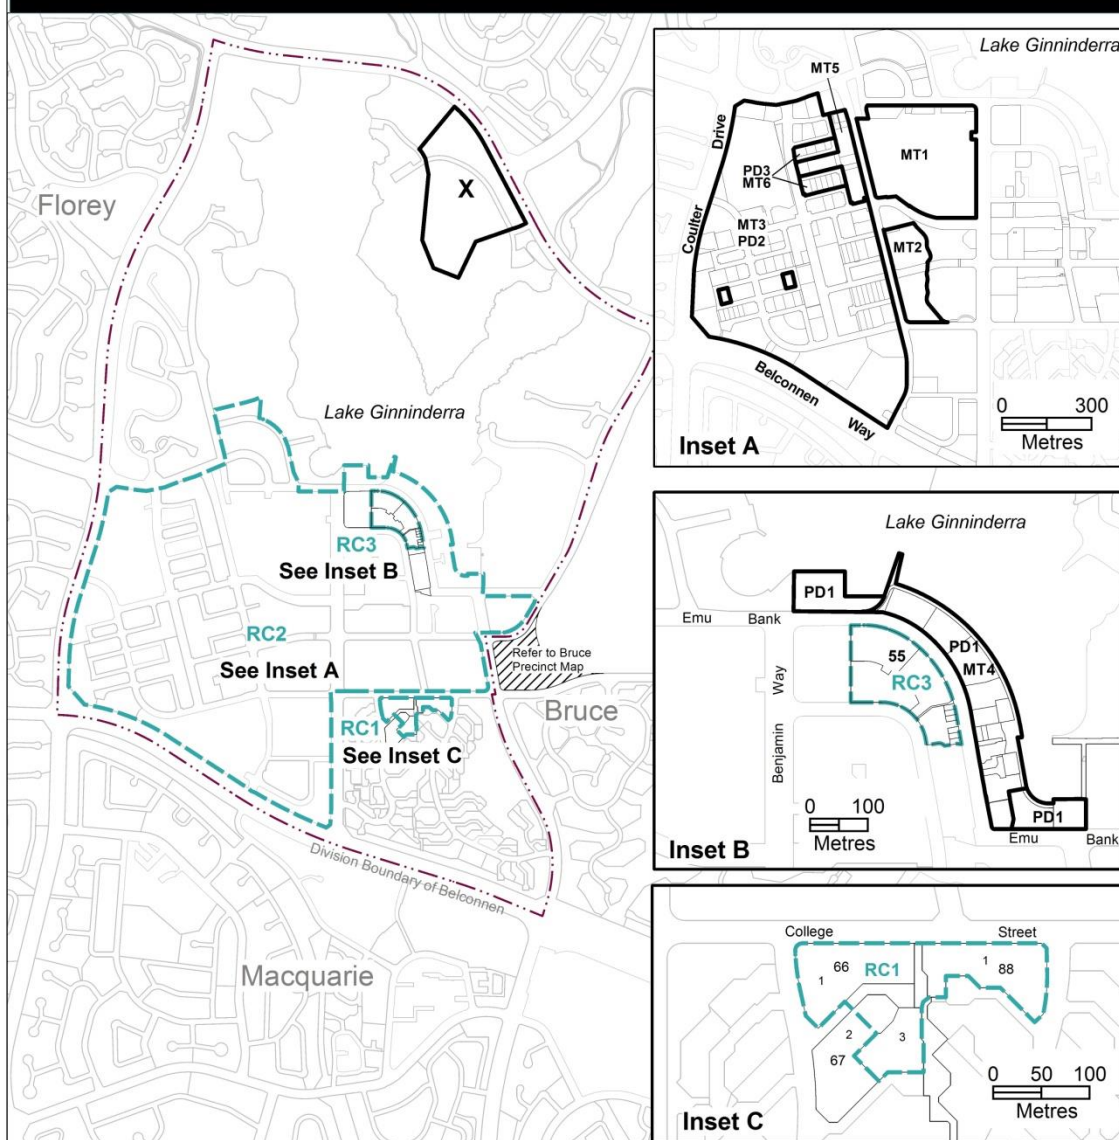 Florey
X
Lake Ginninderra
RC3
See Inset B
RC2
See Inset A
Refer to Bruce
Precinct Map
RC1
See Inset C
Bruce
Division Boundary of Belconnen
Macquarie
Lake Ginninderra
MT5
Drive
MT1
PD3
MT6
MT3
PD2
Coulter
MT2
Belconnen
Way
0 300
Metres
Inset A
Lake Ginninderra
PD1
Emu Bank
55
PD1
MT4
RC3
Way
Benjamin
0 100
Metres
PD1
Emu Bank
Inset B
College Street
66 RC1
1
1
88
2
3
67
0 50 100
Metres
Inset C